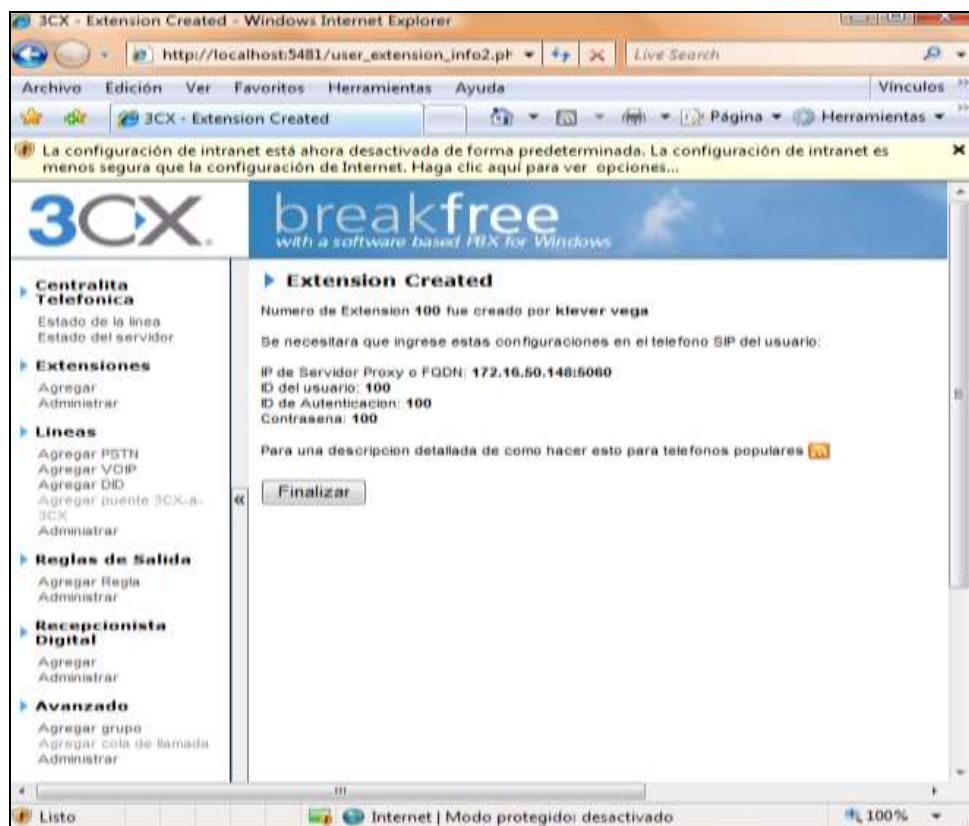 3CX - Extension Created - Windows Internet Explorer
http://localhost:5481/user_extension_info2.ph
Live Search
Archivo Edición Ver Favoritos Herramientas Ayuda
Vínculos
3CX - Extension Created
Página
Herramientas
La configuración de intranet está ahora desactivada de forma predeterminada. La configuración de intranet es
menos segura que la configuración de Internet. Haga clic aquí para ver opciones...
3CX
breakfree
with a software based PBX for Windows
Centralita
Telefonica
Estado de la linea
Estado del servidor
Extensiones
Agregar
Administrar
Lineas
Agregar PSTN
Agregar VOIP
Agregar DID
Agregar puente 3CX-a-
3CX
Administrar
Reglas de Salida
Agregar Regla
Administrar
Recepcionista
Digital
Agregar
Administrar
Avanzado
Agregar grupo
Agregar cola de llamada
Administrar
Extension Created
Numero de Extension 100 fue creado por klever vega
Se necesitara que ingrese estas configuraciones en el telefono SIP del usuario:
IP de Servidor Proxy o FQDN: 172.16.50.148:5060
ID del usuario: 100
ID de Autenticacion: 100
Contrasena: 100
Para una descripcion detallada de como hacer esto para telefonos populares
Finalizar
Listo
Internet | Modo protegido: desactivado
100%